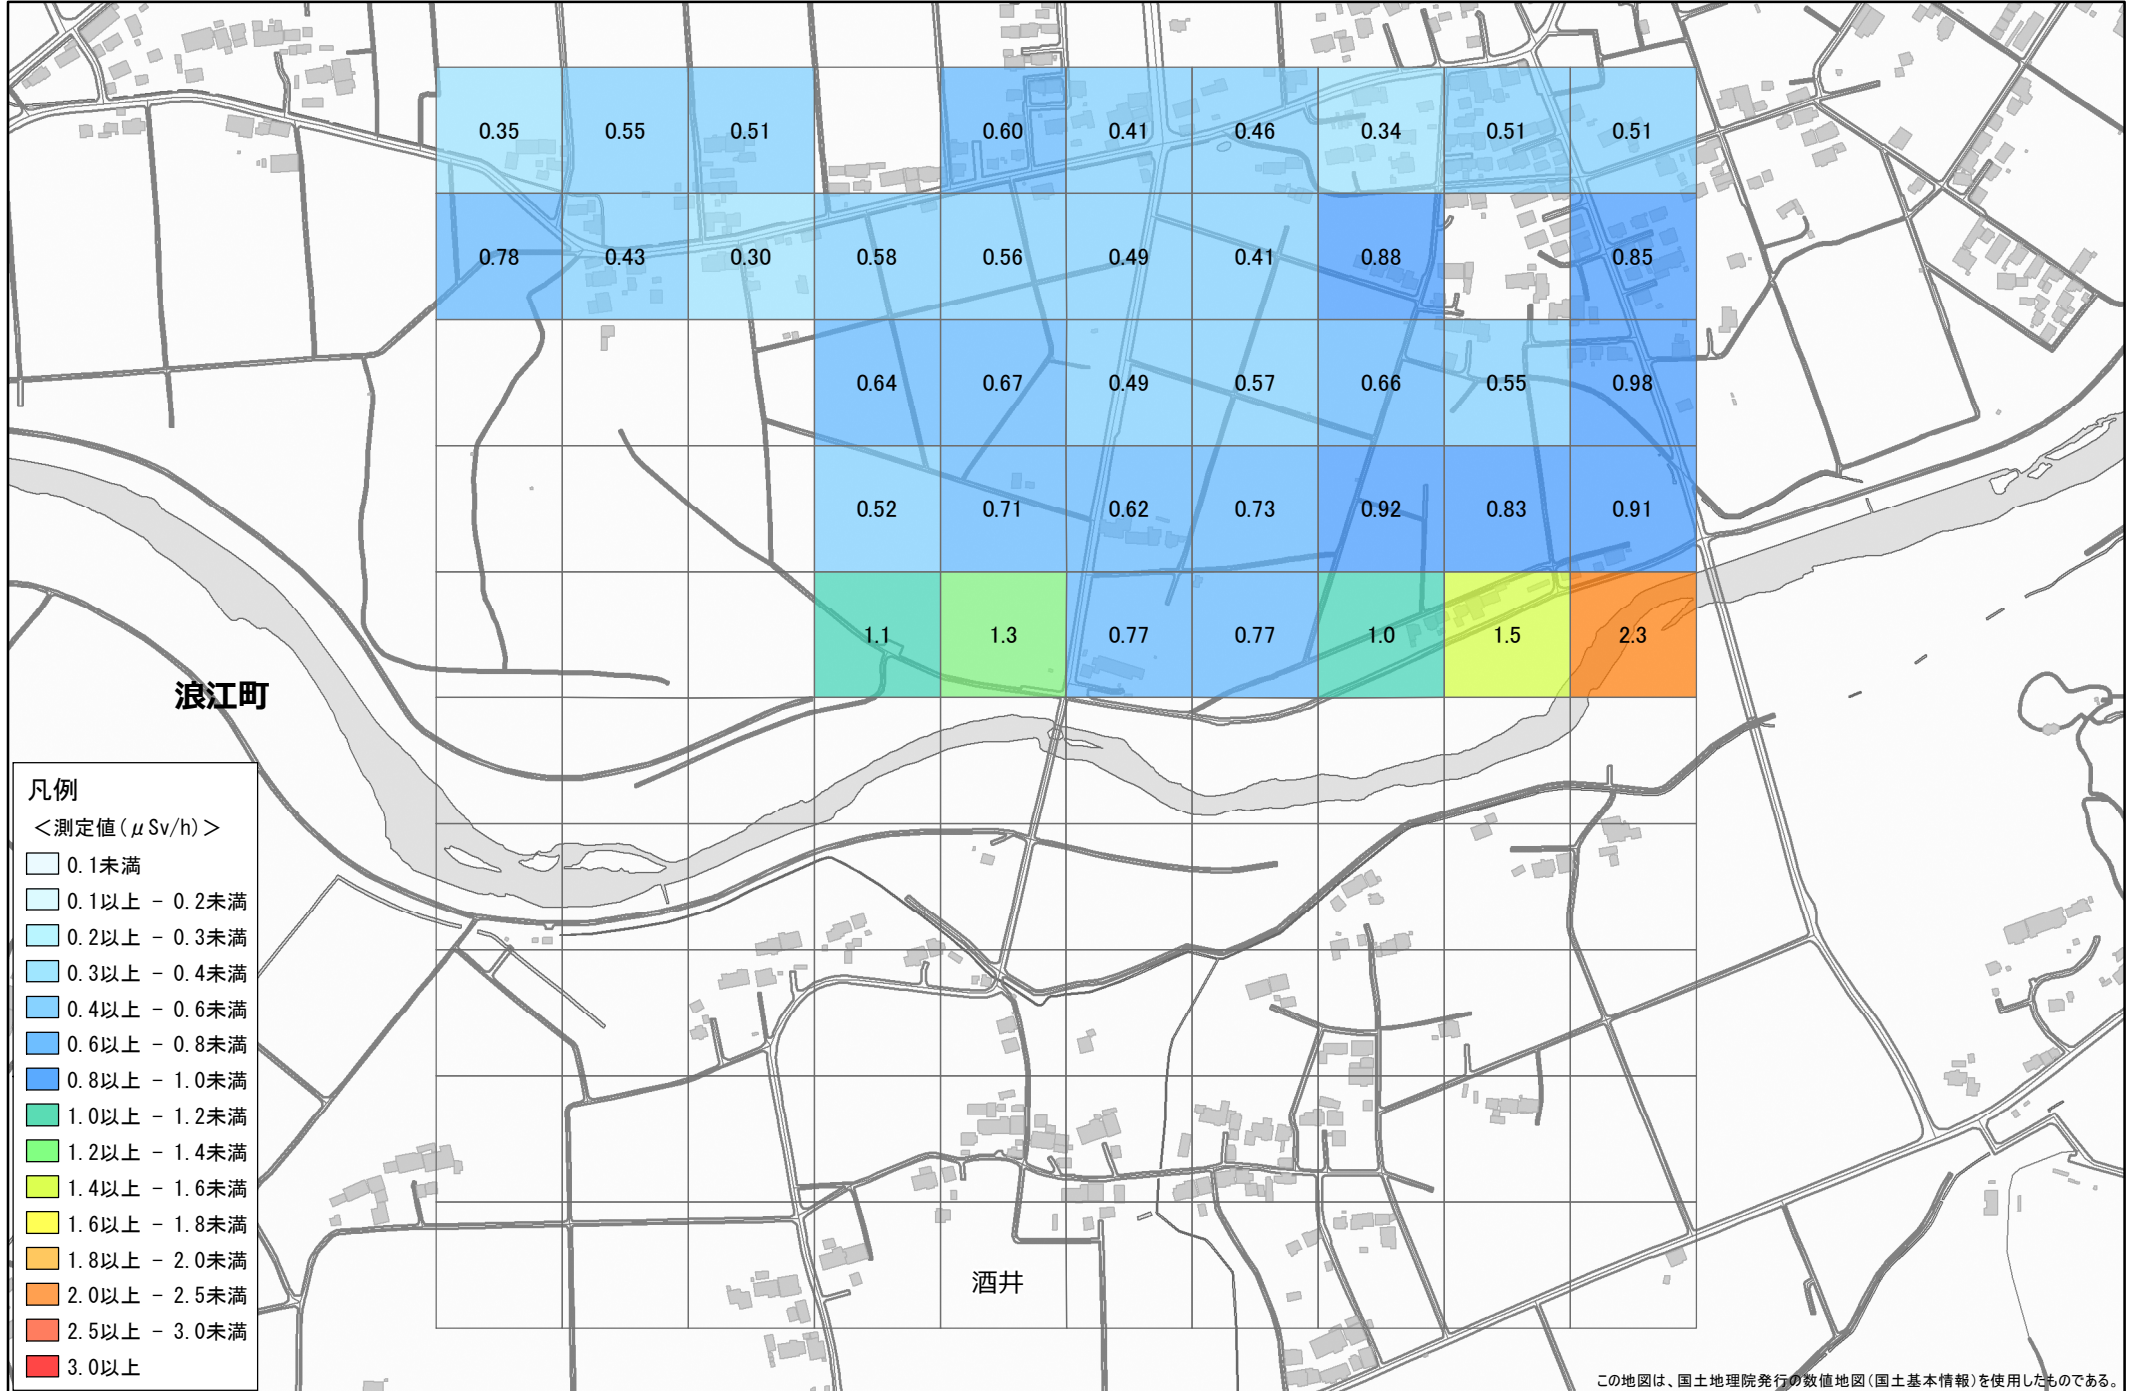 0.35 0.55 0.51 0.60 0.41 0.46 0.34 0.51 0.51
0.78 0.43 0.30 0.58 0.56 0.49 0.41 0.88 0.85
0.64 0.67 0.49 0.57 0.66 0.55 0.98
0.52 0.71 0.62 0.73 0.92 0.83 0.91
1.1 1.3 0.77 0.77 1.0 1.5 2.3
浪江町
凡例
＜測定値(μSv/h)＞
0.1未満
0.1以上 - 0.2未満
0.2以上 - 0.3未満
0.3以上 - 0.4未満
0.4以上 - 0.6未満
0.6以上 - 0.8未満
0.8以上 - 1.0未満
1.0以上 - 1.2未満
1.2以上 - 1.4未満
1.4以上 - 1.6未満
1.6以上 - 1.8未満
1.8以上 - 2.0未満
2.0以上 - 2.5未満
2.5以上 - 3.0未満
3.0以上
酒井
この地図は、国土地理院発行の数値地図(国土基本情報)を使用したものである。